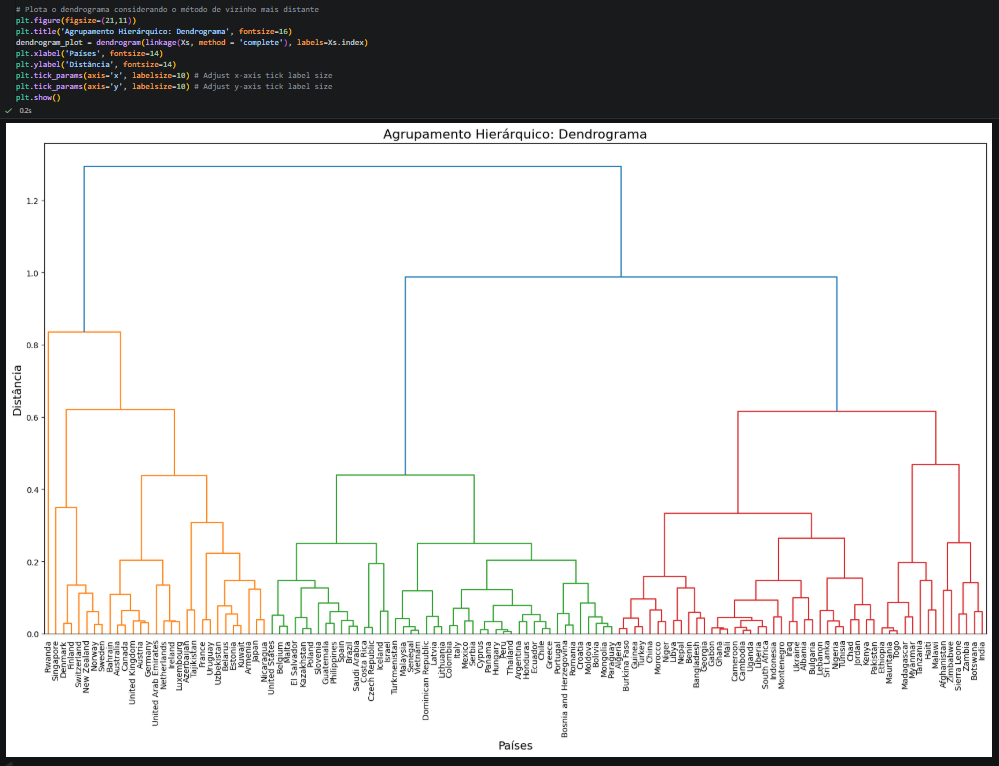 # Plota o dendrograma considerando o método de vizinho mais distante
plt.figure(figsize=(21,11))
plt.title('Agrupamento Hierárquico: Dendrograma', fontsize=16)
dendrogram_plot = dendrogram(linkage(Xs, method = 'complete'), labels=Xs.index)
plt.xlabel('Países', fontsize=14)
plt.ylabel('Distância', fontsize=14)
plt.tick_params(axis='x', labelsize=10) # Adjust x-axis tick label size
plt.tick_params(axis='y', labelsize=10) # Adjust y-axis tick label size
plt.show()
0.2s
Agrupamento Hierárquico: Dendrograma
1.2
1.0
0.8
0.6
0.4
0.2
0.0
Distância
Rwanda
Singapore
Denmark
Finland
Switzerland
New Zealand
Norway
Sweden
Bahrain
Australia
Canada
United Kingdom
Austria
Germany
United Arab Emirates
Netherlands
Ireland
Luxembourg
Azerbaijan
Tajikistan
France
Uruguay
Uzbekistan
Belarus
Estonia
Kuwait
Armenia
Japan
Nicaragua
United States
Belgium
Malta
El Salvador
Kazakhstan
Poland
Slovenia
Guatemala
Philippines
Spain
Brazil
Saudi Arabia
Costa Rica
Czech Republic
Iceland
Israel
Turkmenistan
Malaysia
Senegal
Vietnam
Dominican Republic
Latvia
Lithuania
Colombia
Italy
Mexico
Serbia
Cyprus
Panama
Hungary
Peru
Thailand
Argentina
Honduras
Ecuador
Chile
Greece
Portugal
Bosnia and Herzegovina
Romania
Croatia
Moldova
Bolivia
Mongolia
Paraguay
Algeria
Burkina Faso
Guinea
Turkey
China
Morocco
Niger
Libya
Nepal
Benin
Bangladesh
Georgia
Gabon
Ghana
Mali
Cameroon
Cambodia
Uganda
Liberia
South Africa
Indonesia
Montenegro
Iraq
Ukraine
Albania
Bulgaria
Lebanon
Sri Lanka
Nigeria
Tunisia
Chad
Jordan
Kenya
Pakistan
Ethiopia
Mauritania
Togo
Madagascar
Myanmar
Tanzania
Haiti
Malawi
Afghanistan
Zimbabwe
Sierra Leone
Zambia
Botswana
India
Países